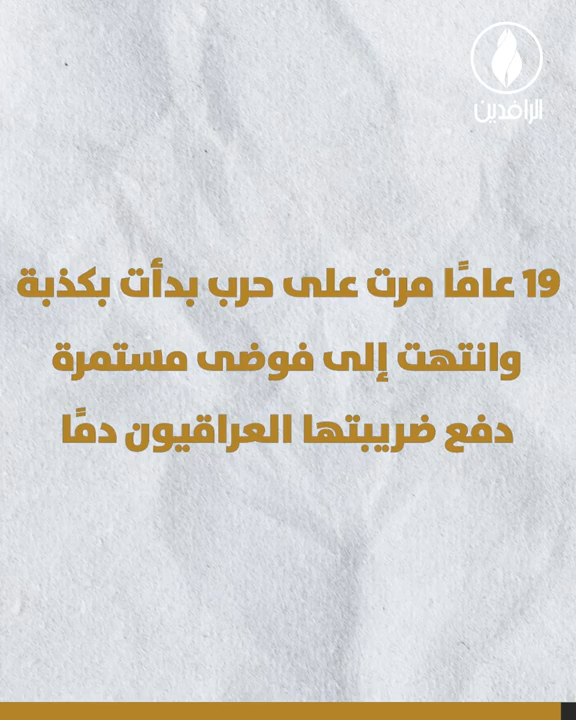 الرافدين
19 عامًا مرت على حرب بدأت بكذبة
وانتهت إلى فوضى مستمرة
دفع ضريبتها العراقيون دمًا